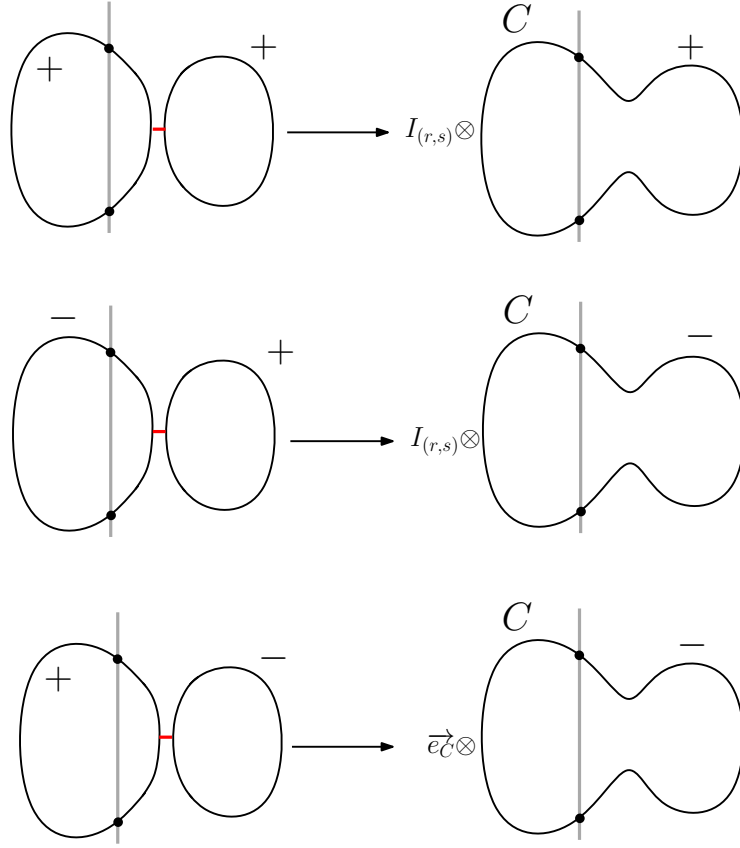 + + C +
I_{(r,s)}⊗
− + C −
I_{(r,s)}⊗
+ − C −
\overrightarrow{e_C}⊗